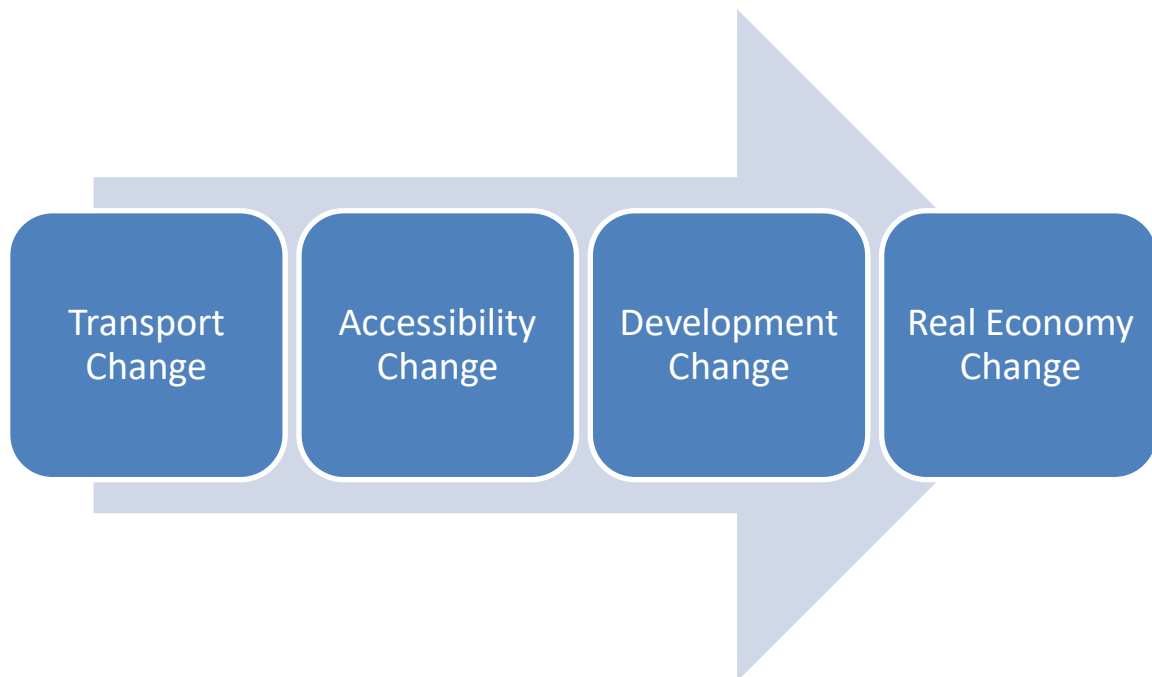 Transport
Change
Accessibility
Change
Development
Change
Real Economy
Change